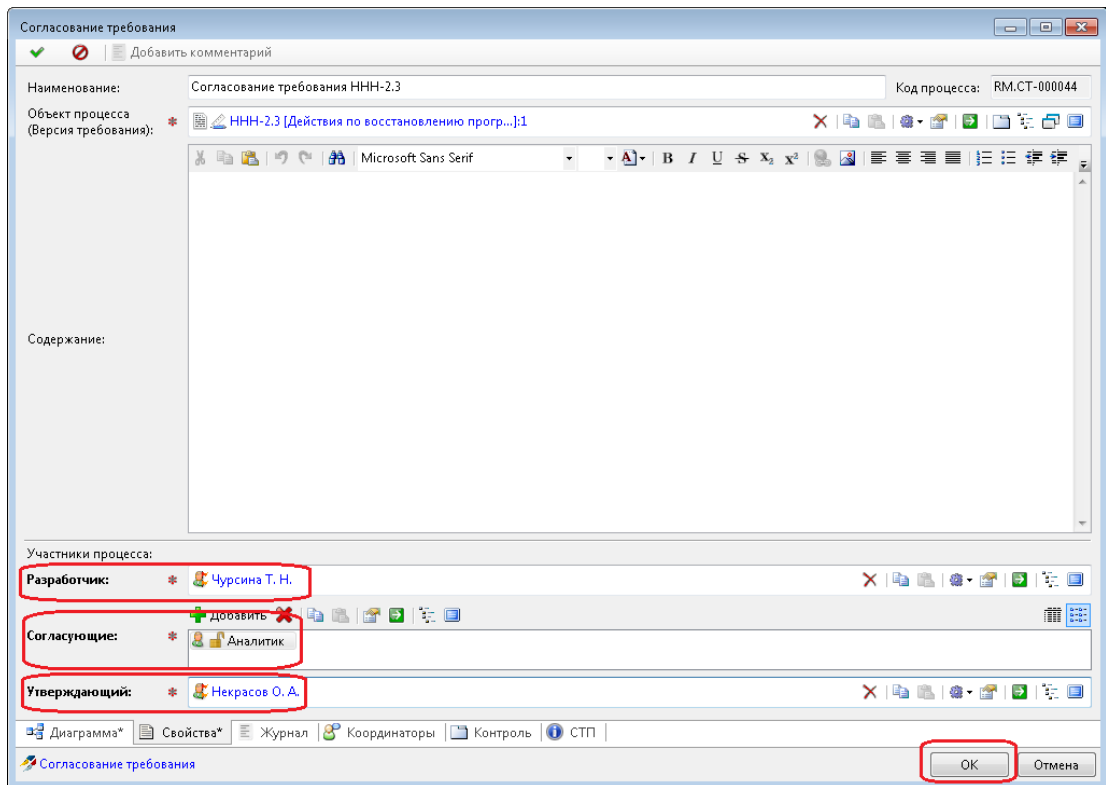 Согласование требования
Добавить комментарий
Наименование: Согласование требования ННН-2.3 Код процесса: RM.CT-000044
Объект процесса
(Версия требования): * ННН-2.3 [Действия по восстановлению прогр...]:1
Microsoft Sans Serif A B I U S X₂ x²
Содержание:
Участники процесса:
Разработчик: * Чурсина Т. Н.
Добавить
Согласующие: * Аналитик
Утверждающий: * Некрасов О. А.
Диаграмма* Свойства* Журнал Координаторы Контроль СТП
Согласование требования OK Отмена